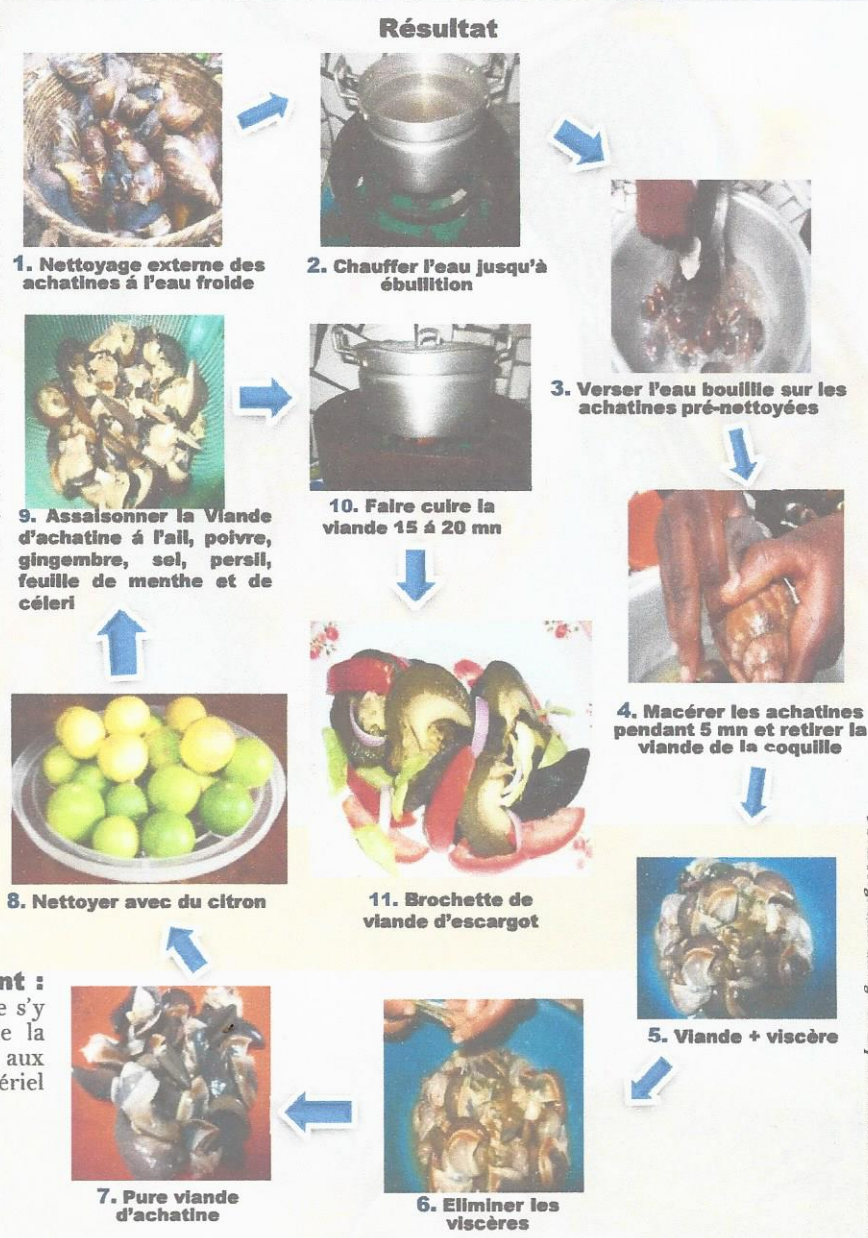 Résultat
1. Nettoyage externe des
achatines á l'eau froide
2. Chauffer l'eau jusqu'à
ébullition
3. Verser l'eau bouillie sur les
achatines pré-nettoyées
4. Macérer les achatines
pendant 5 mn et retirer la
viande de la coquille
5. Viande + viscère
6. Eliminer les
viscères
7. Pure viande
d'achatine
8. Nettoyer avec du citron
9. Assaisonner la Viande
d'achatine á l'ail, poivre,
gingembre, sel, persil,
feuille de menthe et de
céleri
10. Faire cuire la
viande 15 á 20 mn
11. Brochette de
viande d'escargot
nt :
e s'y
e la
aux
ériel